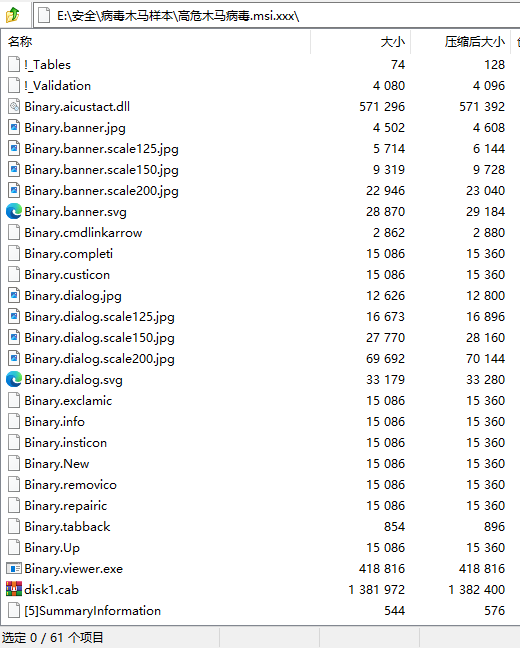 E:\安全\病毒木马样本\高危木马病毒.msi.xxx\
名称 大小 压缩后大小
!_Tables 74 128
!_Validation 4 080 4 096
Binary.aicustact.dll 571 296 571 392
Binary.banner.jpg 4 502 4 608
Binary.banner.scale125.jpg 5 714 6 144
Binary.banner.scale150.jpg 9 319 9 728
Binary.banner.scale200.jpg 22 946 23 040
Binary.banner.svg 28 870 29 184
Binary.cmdlinkarrow 2 862 2 880
Binary.completi 15 086 15 360
Binary.custicon 15 086 15 360
Binary.dialog.jpg 12 626 12 800
Binary.dialog.scale125.jpg 16 673 16 896
Binary.dialog.scale150.jpg 27 770 28 160
Binary.dialog.scale200.jpg 69 692 70 144
Binary.dialog.svg 33 179 33 280
Binary.exclamic 15 086 15 360
Binary.info 15 086 15 360
Binary.insticon 15 086 15 360
Binary.New 15 086 15 360
Binary.removico 15 086 15 360
Binary.repairic 15 086 15 360
Binary.tabback 854 896
Binary.Up 15 086 15 360
Binary.viewer.exe 418 816 418 816
disk1.cab 1 381 972 1 382 400
[5]SummaryInformation 544 576
选定 0 / 61 个项目